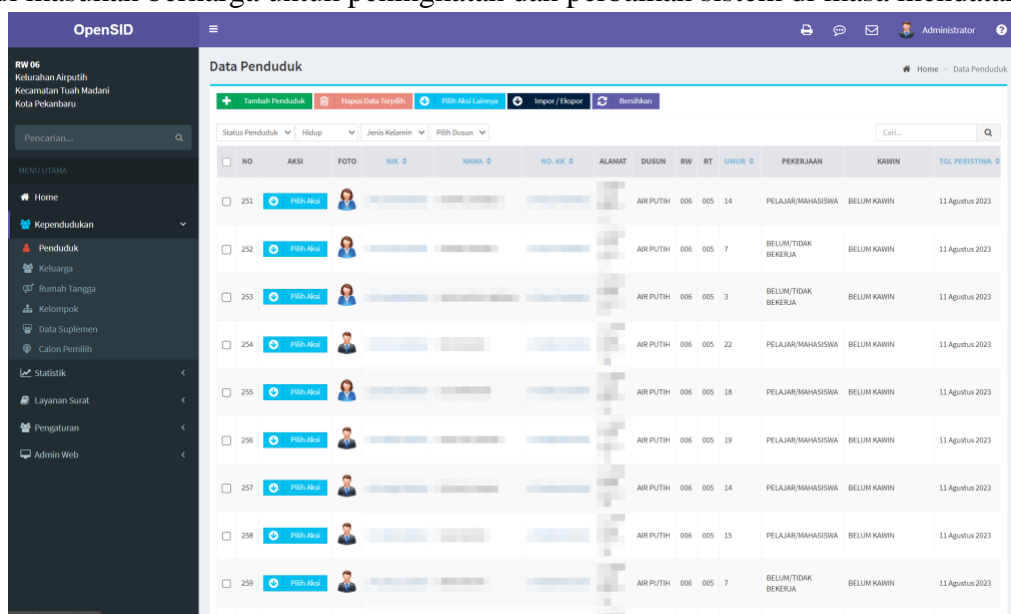 di masukan berharga untuk peningkatan dan perbaikan sistem di masa mendatan
OpenSID
Administrator
RW 06
Kelurahan Airputih
Kecamatan Tuah Madani
Kota Pekanbaru
Data Penduduk
Home > Data Penduduk
Tambah Penduduk Hapus Data Terpilih Pilih Aksi Lainnya Impor / Ekspor Bersihkan
Pencarian...
Status Penduduk Hidup Jenis Kelamin Pilih Dusun Cari...
MENU UTAMA
Home
Kependudukan
Penduduk
Keluarga
Rumah Tangga
Kelompok
Data Suplemen
Calon Pemilih
Statistik
Layanan Surat
Pengaturan
Admin Web
NO AKSI FOTO NIK NAMA NO. KK ALAMAT DUSUN RW RT UMUR PEKERJAAN KAWIN TGL PERISTIWA
251 Pilih Aksi AIR PUTIH 006 005 14 PELAJAR/MAHASISWA BELUM KAWIN 11 Agustus 2023
252 Pilih Aksi AIR PUTIH 006 005 7 BELUM/TIDAK BELUM KAWIN 11 Agustus 2023
BEKERJA
253 Pilih Aksi AIR PUTIH 006 005 3 BELUM/TIDAK BELUM KAWIN 11 Agustus 2023
BEKERJA
254 Pilih Aksi AIR PUTIH 006 005 22 PELAJAR/MAHASISWA BELUM KAWIN 11 Agustus 2023
255 Pilih Aksi AIR PUTIH 006 005 18 PELAJAR/MAHASISWA BELUM KAWIN 11 Agustus 2023
256 Pilih Aksi AIR PUTIH 006 005 19 PELAJAR/MAHASISWA BELUM KAWIN 11 Agustus 2023
257 Pilih Aksi AIR PUTIH 006 005 14 PELAJAR/MAHASISWA BELUM KAWIN 11 Agustus 2023
258 Pilih Aksi AIR PUTIH 006 005 15 PELAJAR/MAHASISWA BELUM KAWIN 11 Agustus 2023
259 Pilih Aksi AIR PUTIH 006 005 7 BELUM/TIDAK BELUM KAWIN 11 Agustus 2023
BEKERJA